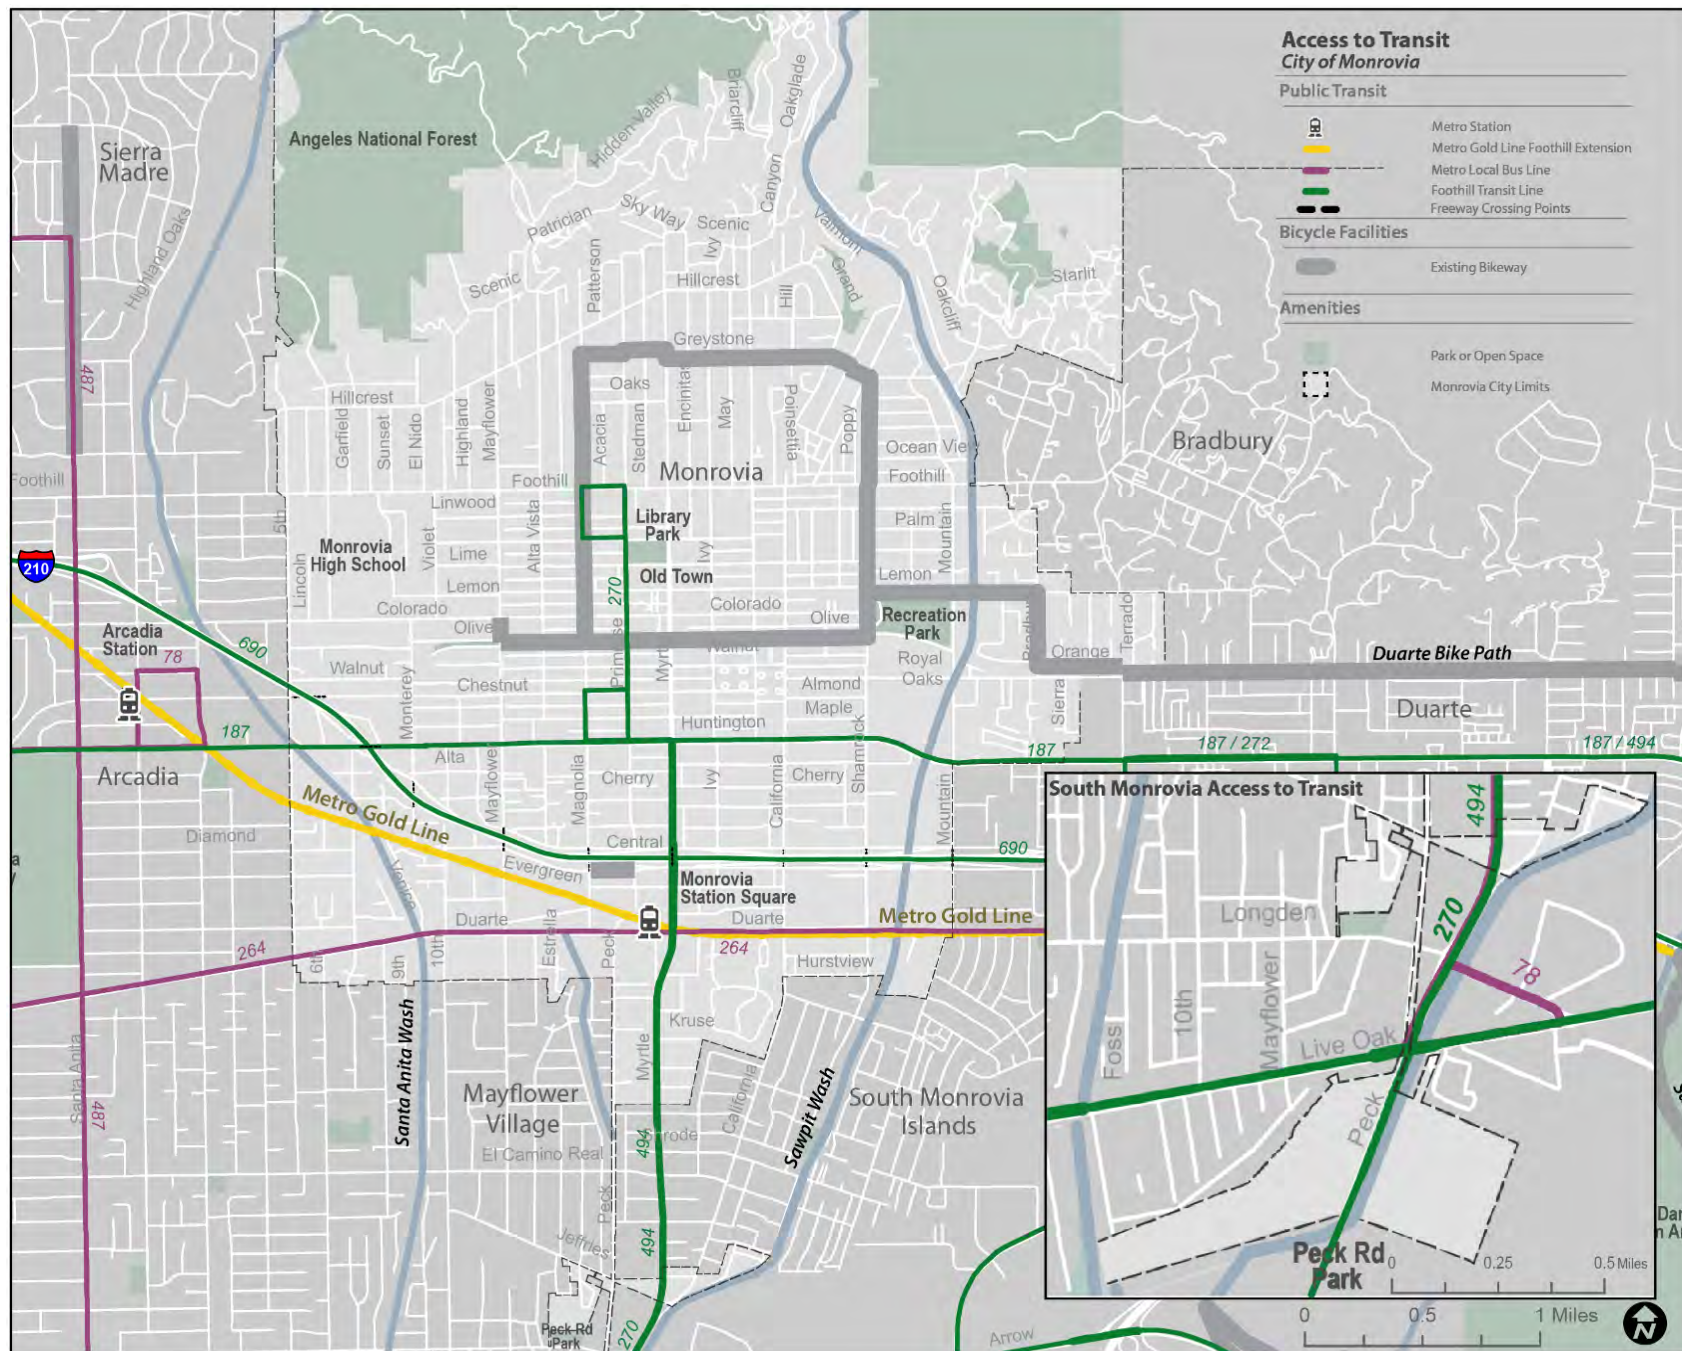 Access to Transit
City of Monrovia
Public Transit
Metro Station
Metro Gold Line Foothill Extension
Metro Local Bus Line
Foothill Transit Line
Freeway Crossing Points
Bicycle Facilities
Existing Bikeway
Amenities
Park or Open Space
Monrovia City Limits
Angeles National Forest
Sierra
Madre
Highland Oaks
Hidden Valley
Briarcliff
Oakglade
Canyon
Patrician
Sky Way
Scenic
Ivy
Scenic
Patterson
Hillcrest
Hill
Valmont
Grand
Oakcliff
Starlit
Greystone
487
Hillcrest
Garfield
Sunset
El Nido
Highland
Mayflower
Oaks
Acacia
Stedman
Encinitas
May
Poinsettia
Poppy
Ocean Vie
Bradbury
Foothill
Foothill
Monrovia
Foothill
5th
Linwood
Alta Vista
Library
Park
Palm
Mountain
Monrovia
High School
Violet
Lime
Ivy
210
Lincoln
Lemon
270
Old Town
Lemon
Colorado
Colorado
Olive
Olive
Recreation
Park
Terrado
Arcadia
Station
78
690
Walnut
Monterey
Chestnut
Walnut
Royal
Oaks
Orange
Duarte Bike Path
Almond
Maple
Sierra
Duarte
187
Huntington
Shamrock
187
187 / 272
187 / 494
Arcadia
Alta
Mayflower
Magnolia
Cherry
Ivy
California
Cherry
Mountain
Metro Gold Line
Diamond
Central
690
Evergreen
Venice
Monrovia
Station Square
Duarte
Duarte
Metro Gold Line
264
6th
9th
10th
Estrella
Peck
264
Hurstview
Santa Anita Wash
Kruse
Santa Anita
487
Myrtle
California
Mayflower
Village
Sawpit Wash
South Monrovia
Islands
494
El Camino Real
Peck
Jeffries
494
Peck Rd
Park
270
Arrow
South Monrovia Access to Transit
494
Longden
270
78
Foss
10th
Mayflower
Live Oak
Peck
Peck Rd
Park
0 0.25 0.5 Miles
0 0.5 1 Miles
N